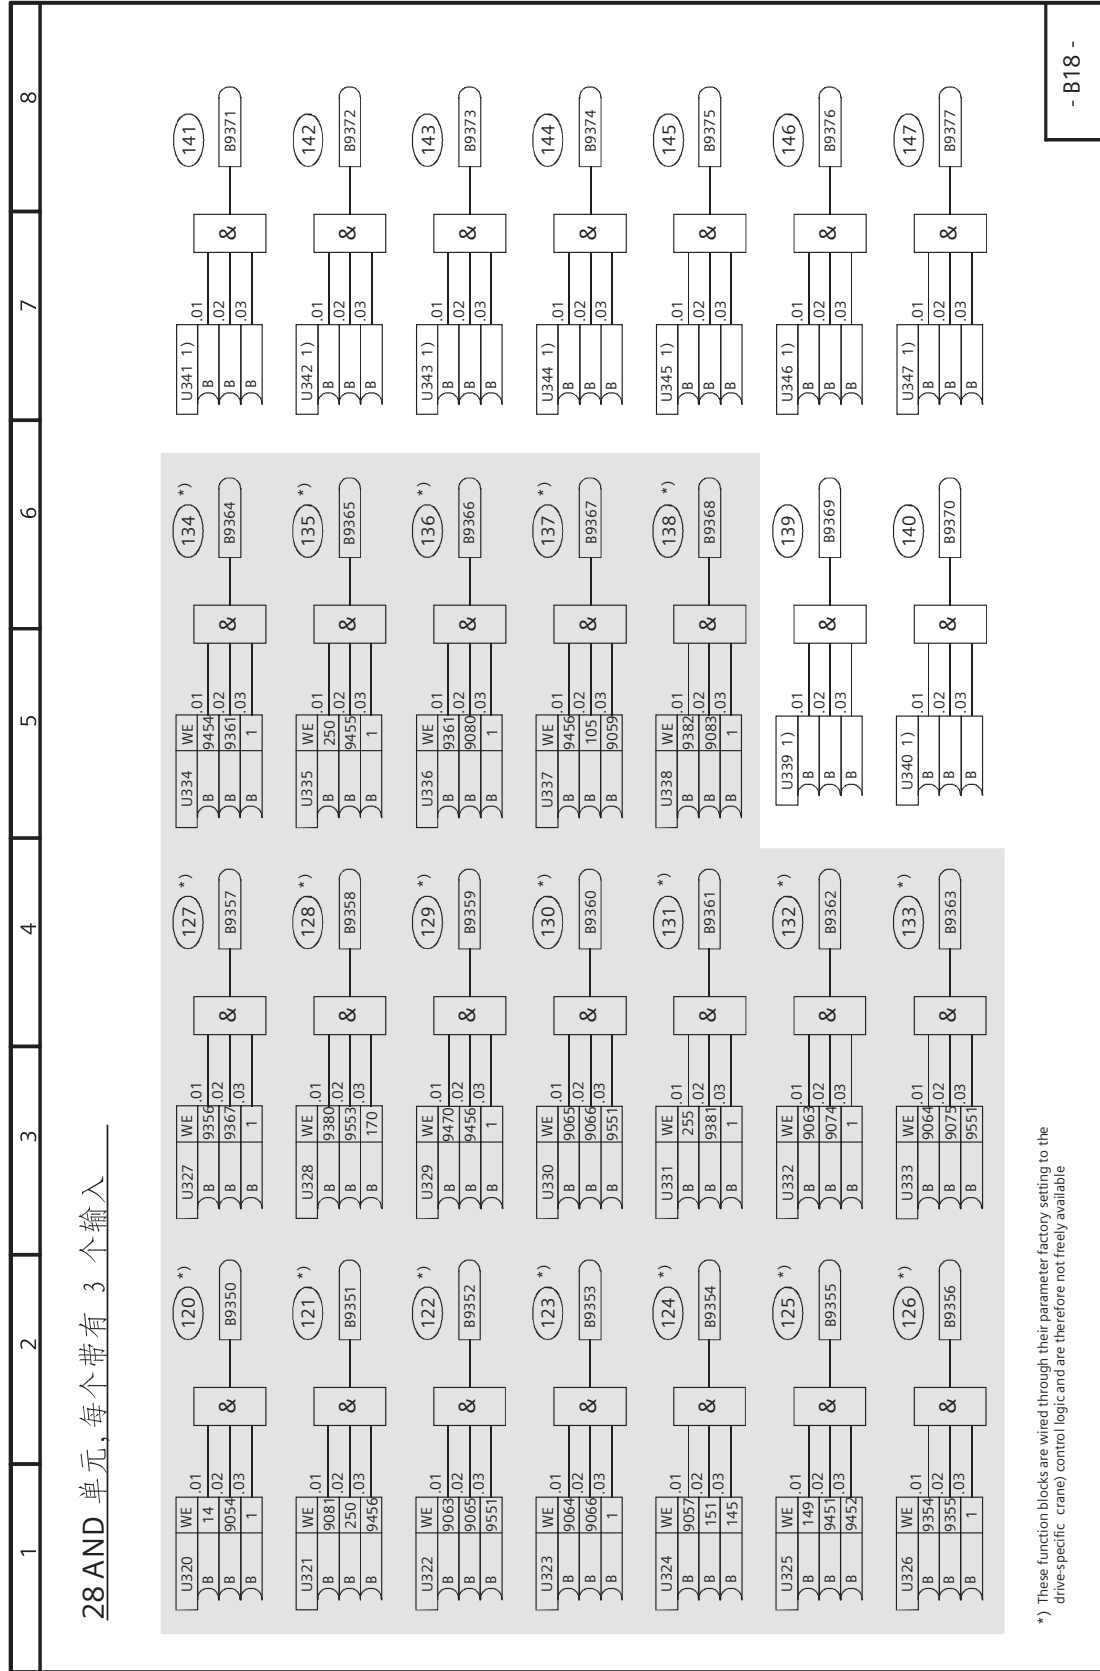 1 2 3 4 5 6 7 8
28 AND 单元, 每个带有 3 个输入
U320 WE
B 14 .01
B 9054 .02
B 1 .03
&
B9350
120 *)
U321 WE
B 9081 .01
B 250 .02
B 9456 .03
&
B9351
121 *)
U322 WE
B 9063 .01
B 9065 .02
B 9551 .03
&
B9352
122 *)
U323 WE
B 9064 .01
B 9066 .02
B 1 .03
&
B9353
123 *)
U324 WE
B 9057 .01
B 151 .02
B 145 .03
&
B9354
124 *)
U325 WE
B 149 .01
B 9451 .02
B 9452 .03
&
B9355
125 *)
U326 WE
B 9354 .01
B 9355 .02
B 1 .03
&
B9356
126 *)
U327 WE
B 9356 .01
B 9367 .02
B 1 .03
&
B9357
127 *)
U328 WE
B 9380 .01
B 9553 .02
B 170 .03
&
B9358
128 *)
U329 WE
B 9470 .01
B 9456 .02
B 1 .03
&
B9359
129 *)
U330 WE
B 9065 .01
B 9066 .02
B 9551 .03
&
B9360
130 *)
U331 WE
B 255 .01
B 9381 .02
B 1 .03
&
B9361
131 *)
U332 WE
B 9063 .01
B 9074 .02
B 1 .03
&
B9362
132 *)
U333 WE
B 9064 .01
B 9075 .02
B 9551 .03
&
B9363
133 *)
U334 WE
B 9454 .01
B 9361 .02
B 1 .03
&
B9364
134 *)
U335 WE
B 250 .01
B 9455 .02
B 1 .03
&
B9365
135 *)
U336 WE
B 9361 .01
B 9080 .02
B 1 .03
&
B9366
136 *)
U337 WE
B 9456 .01
B 105 .02
B 9059 .03
&
B9367
137 *)
U338 WE
B 9382 .01
B 9083 .02
B 1 .03
&
B9368
138 *)
U339 1)
B .01
B .02
B .03
&
B9369
139
U340 1)
B .01
B .02
B .03
&
B9370
140
U341 1)
B .01
B .02
B .03
&
B9371
141
U342 1)
B .01
B .02
B .03
&
B9372
142
U343 1)
B .01
B .02
B .03
&
B9373
143
U344 1)
B .01
B .02
B .03
&
B9374
144
U345 1)
B .01
B .02
B .03
&
B9375
145
U346 1)
B .01
B .02
B .03
&
B9376
146
U347 1)
B .01
B .02
B .03
&
B9377
147
*) These function blocks are wired through their parameter factory setting to the
drive-specific crane) control logic and are therefore not freely available
- B18 -